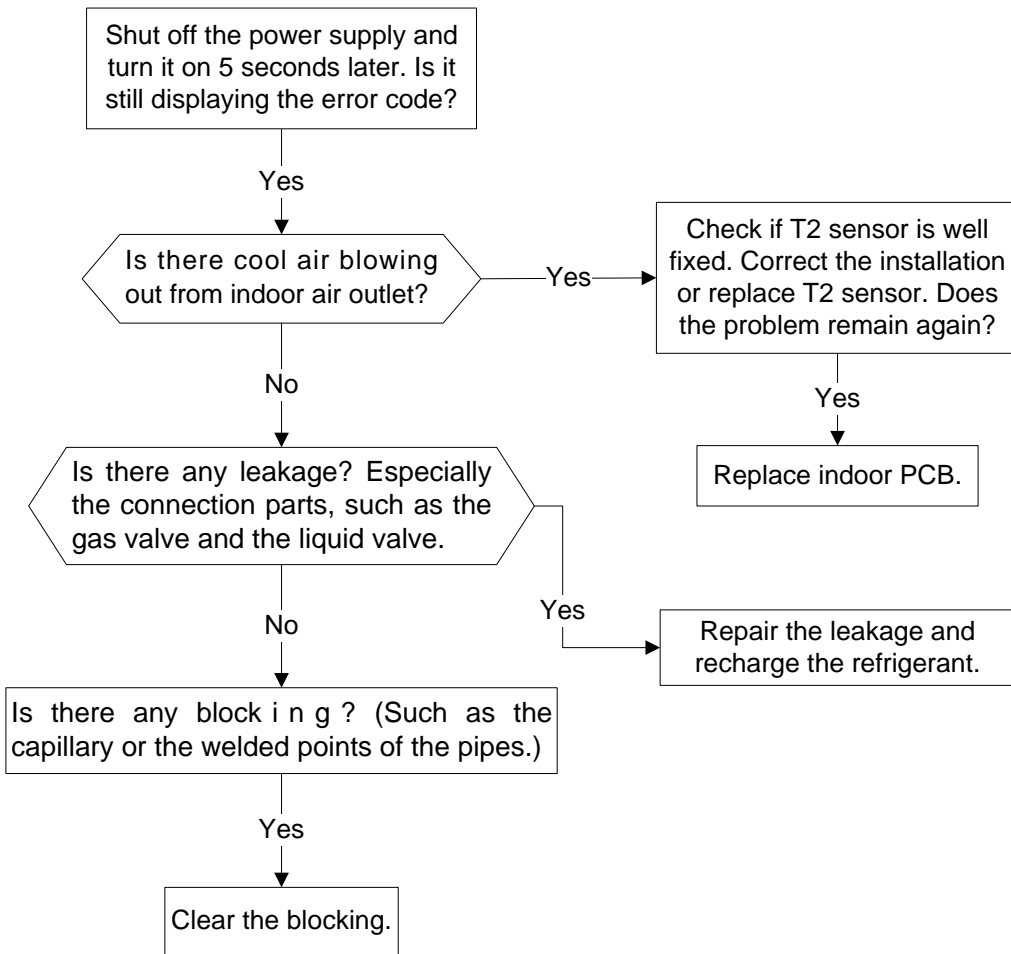 Shut off the power supply and
turn it on 5 seconds later. Is it
still displaying the error code?
Yes
Is there cool air blowing
out from indoor air outlet?
Yes
Check if T2 sensor is well
fixed. Correct the installation
or replace T2 sensor. Does
the problem remain again?
Yes
Replace indoor PCB.
No
Is there any leakage? Especially
the connection parts, such as the
gas valve and the liquid valve.
Yes
Repair the leakage and
recharge the refrigerant.
No
Is there any block i n g ? (Such as the
capillary or the welded points of the pipes.)
Yes
Clear the blocking.